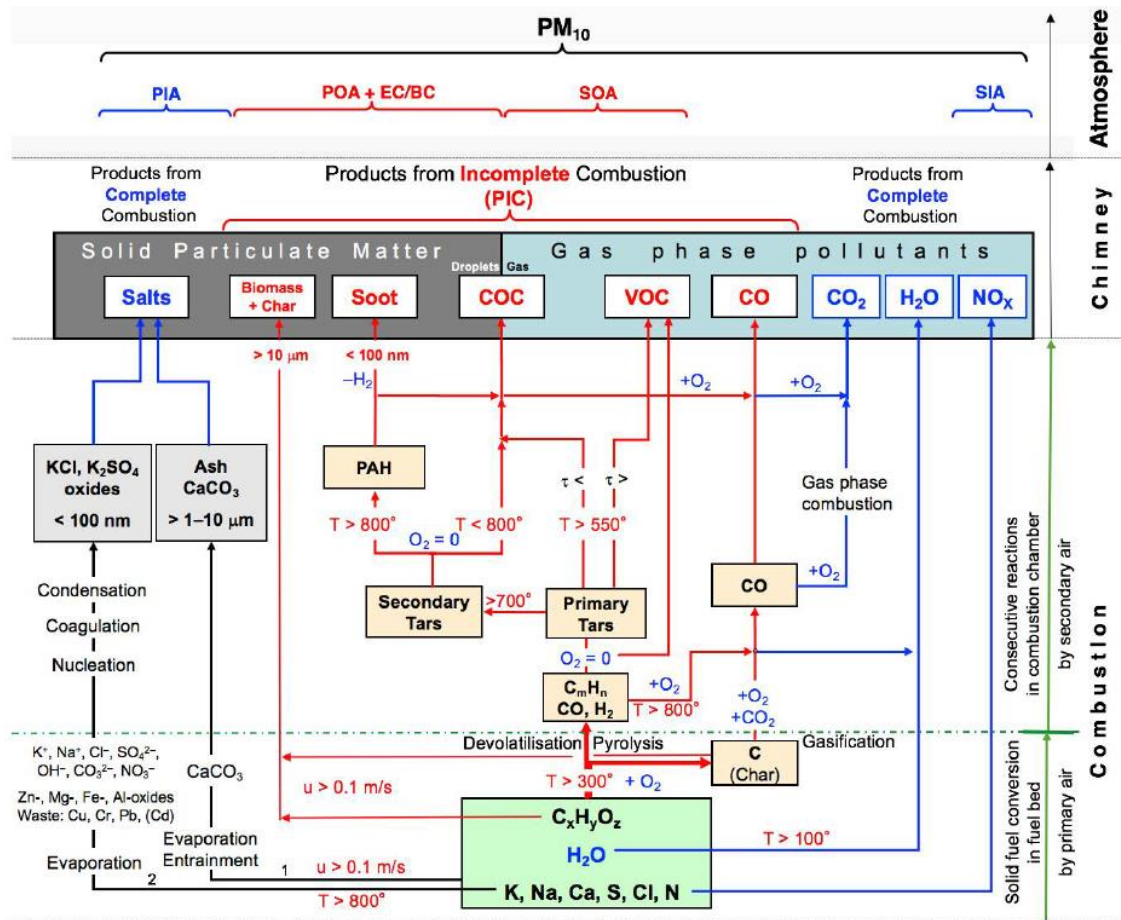 PM₁₀
PIA
POA + EC/BC
SOA
SIA
Atmosphere
Products from
Complete
Combustion
Products from Incomplete Combustion
(PIC)
Products from
Complete
Combustion
Chimney
Solid Particulate Matter
Gas phase pollutants
Droplets
Gas
Salts
Biomass
+ Char
Soot
COC
VOC
CO
CO₂
H₂O
NOₓ
> 10 μm
< 100 nm
–H₂
+O₂
+O₂
KCl, K₂SO₄
oxides
< 100 nm
Ash
CaCO₃
> 1–10 μm
PAH
τ <
τ >
Gas phase
combustion
T > 800°
T < 800°
T > 550°
O₂ = 0
CO
+O₂
Secondary
Tars
>700°
Primary
Tars
Condensation
Coagulation
Nucleation
O₂ = 0
CₘHₙ
CO, H₂
+O₂
T > 800°
+O₂
+CO₂
Consecutive reactions
in combustion chamber
by secondary air
Combustion
Devolatilisation
Pyrolysis
Gasification
C
(Char)
K⁺, Na⁺, Cl⁻, SO₄²⁻,
OH⁻, CO₃²⁻, NO₃⁻
Zn-, Mg-, Fe-, Al-oxides
Waste: Cu, Cr, Pb, (Cd)
CaCO₃
u > 0.1 m/s
T > 300°
+ O₂
CₓHᵧO_z
H₂O
K, Na, Ca, S, Cl, N
T > 100°
Evaporation
Evaporation
Entrainment
1
2
u > 0.1 m/s
T > 800°
Solid fuel conversion
in fuel bed
by primary air